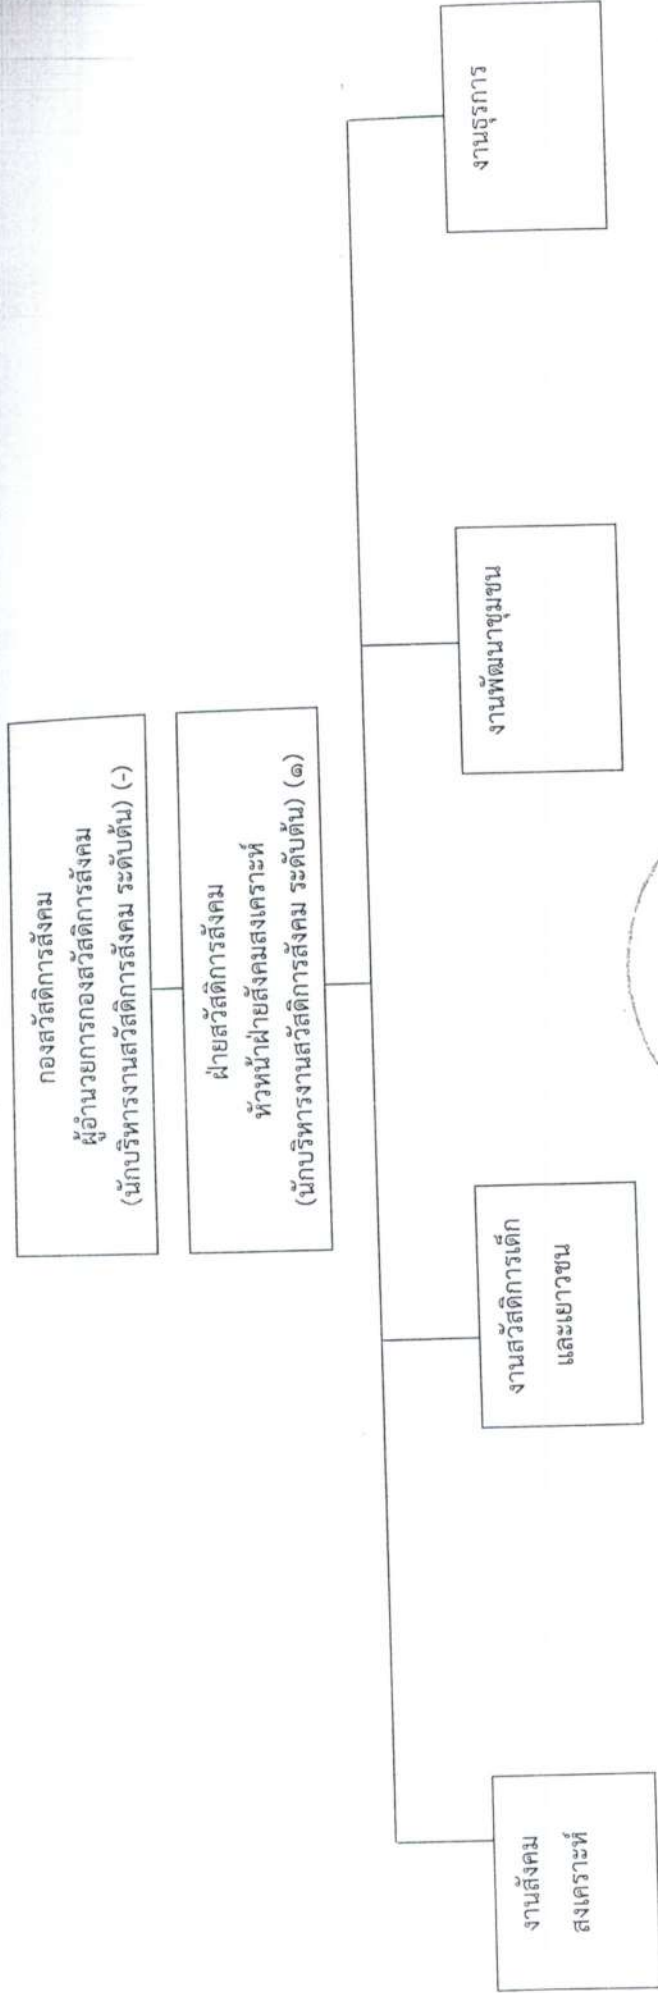 กองสวัสดิการสังคม
ผู้อำนวยการกองสวัสดิการสังคม
(นักบริหารงานสวัสดิการสังคม ระดับต้น) (-)
ฝ่ายสวัสดิการสังคม
หัวหน้าฝ่ายสังคมสงเคราะห์
(นักบริหารงานสวัสดิการสังคม ระดับต้น) (๑)
งานสังคม
สงเคราะห์
งานสวัสดิการเด็ก
และเยาวชน
งานพัฒนาชุมชน
งานธุรการ